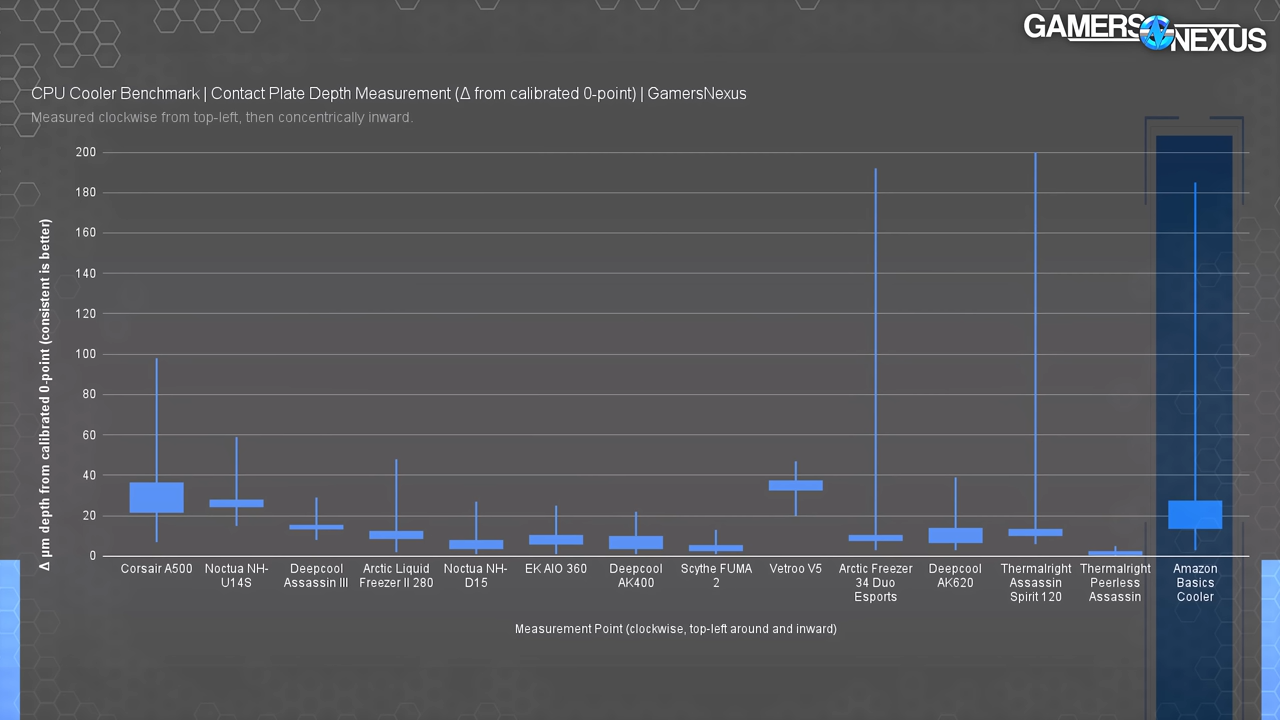 GAMERS NEXUS
CPU Cooler Benchmark | Contact Plate Depth Measurement (Δ from calibrated 0-point) | GamersNexus
Measured clockwise from top-left, then concentrically inward.
Δ μm depth from calibrated 0-point (consistent is better)
200
180
160
140
120
100
80
60
40
20
0
Corsair A500
Noctua NH-
U14S
Deepcool
Assassin III
Arctic Liquid
Freezer II 280
Noctua NH-
D15
EK AIO 360
Deepcool
AK400
Scythe FUMA
2
Vetroo V5
Arctic Freezer
34 Duo
Esports
Deepcool
AK620
Thermalright
Assassin
Spirit 120
Thermalright
Peerless
Assassin
Amazon
Basics
Cooler
Measurement Point (clockwise, top-left around and inward)